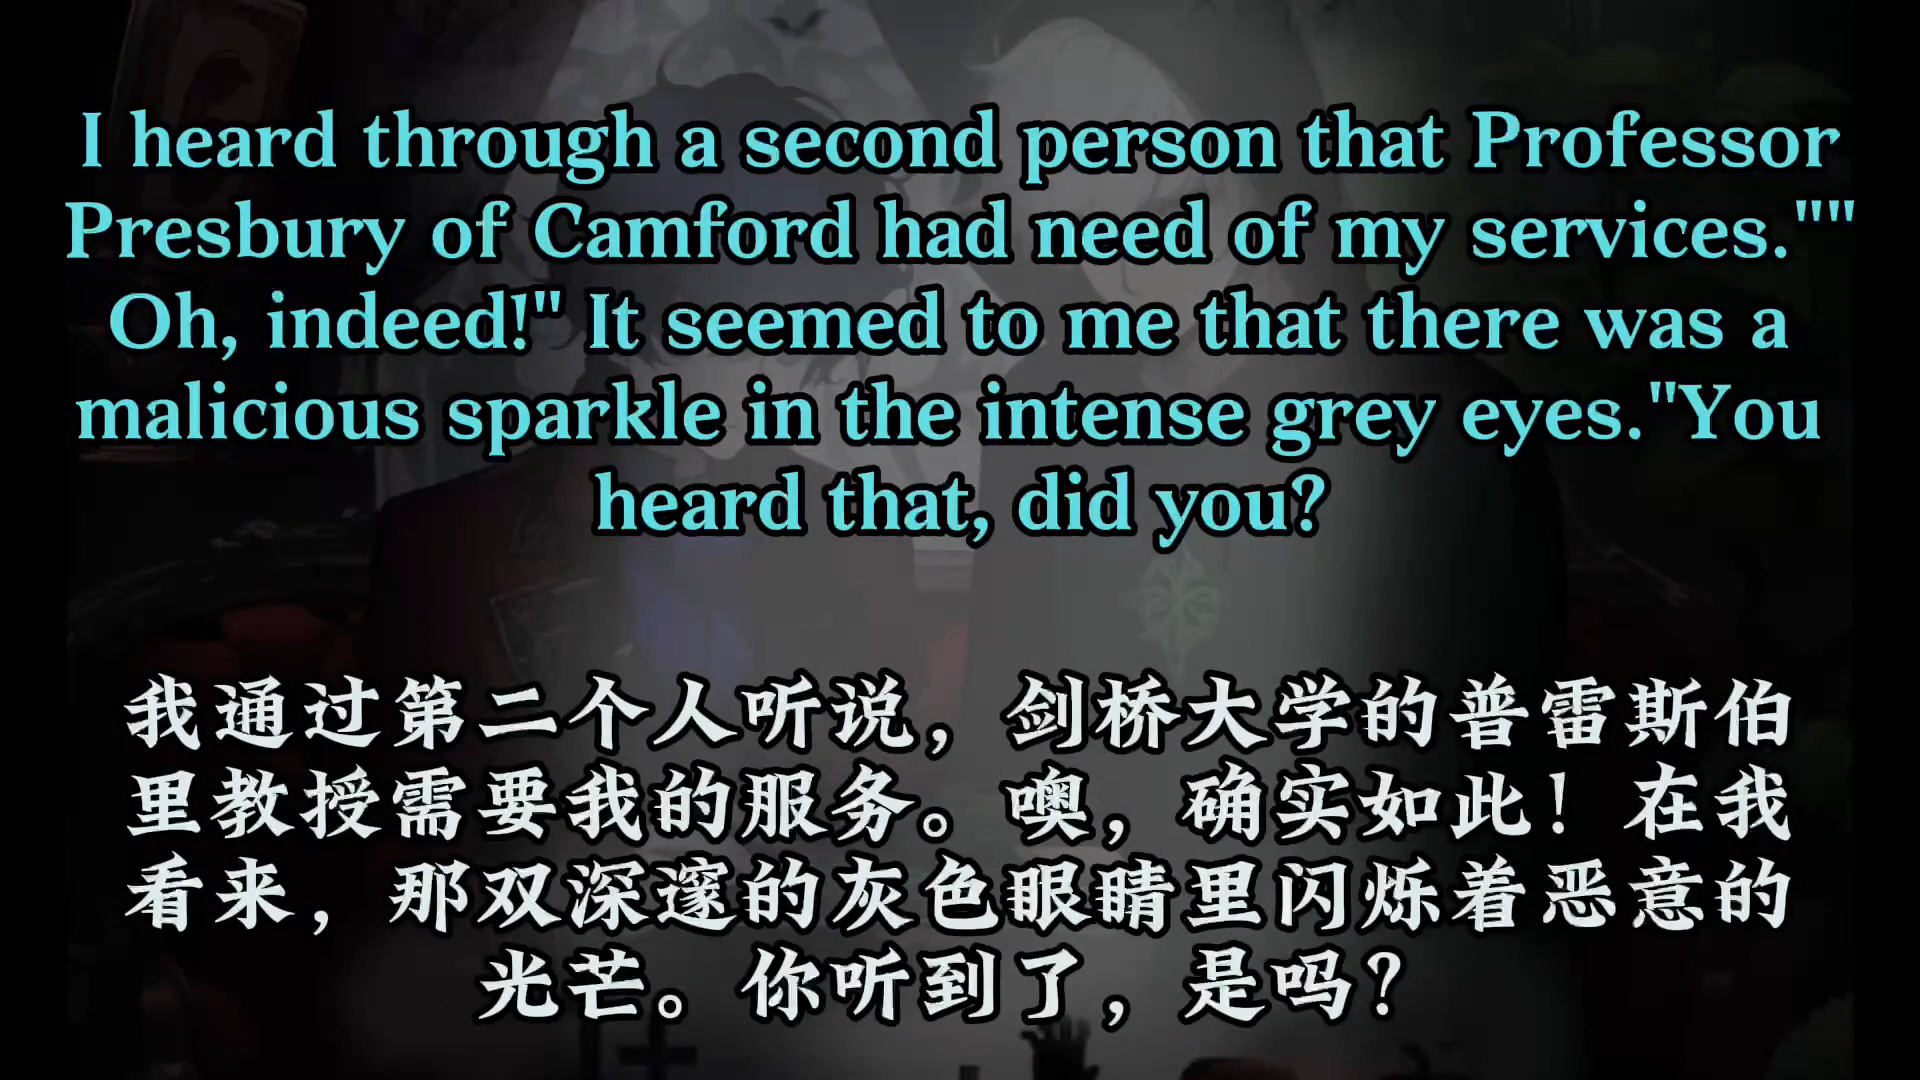 I heard through a second person that Professor
Presbury of Camford had need of my services.""
Oh, indeed!" It seemed to me that there was a
malicious sparkle in the intense grey eyes."You
heard that, did you?
我通过第二个人听说，剑桥大学的普雷斯伯
里教授需要我的服务。噢，确实如此！在我
看来，那双深邃的灰色眼睛里闪烁着恶意的
光芒。你听到了，是吗？